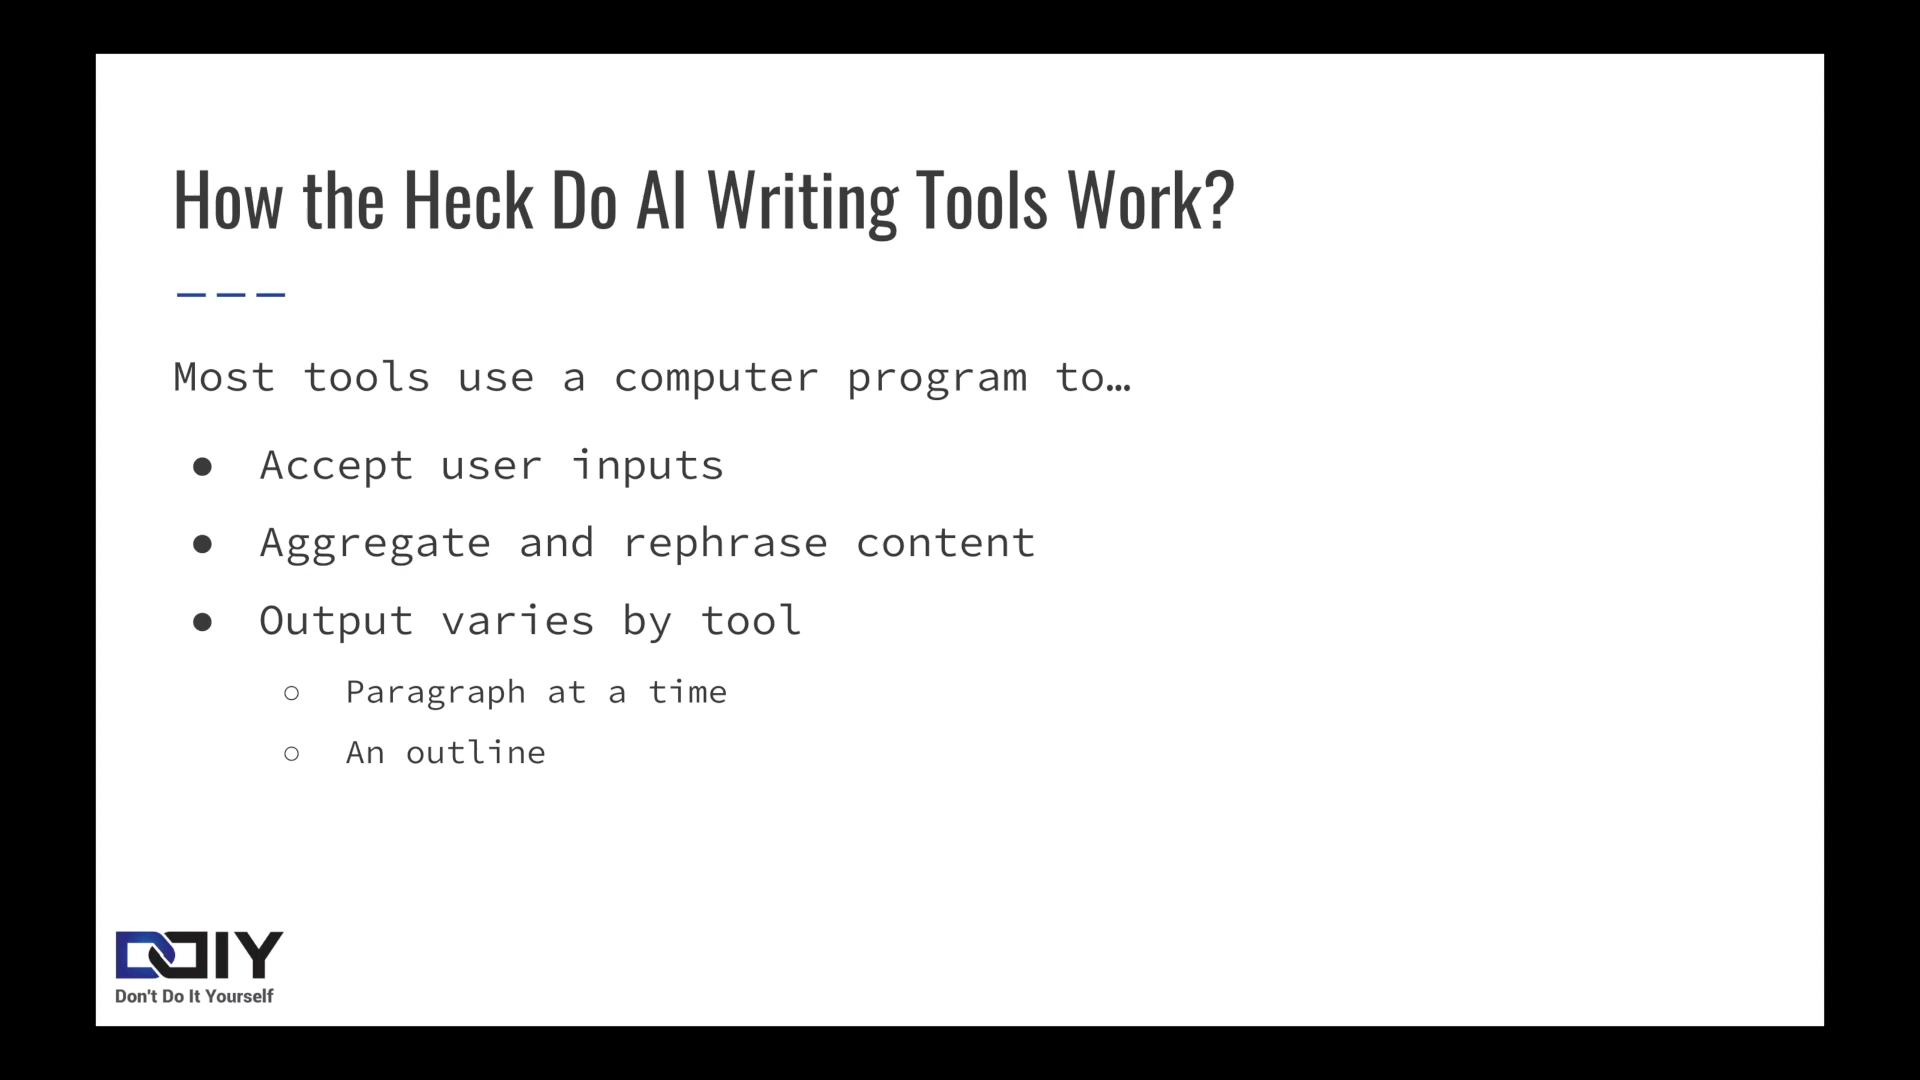 How the Heck Do AI Writing Tools Work?
Most tools use a computer program to…
● Accept user inputs
● Aggregate and rephrase content
● Output varies by tool
○ Paragraph at a time
○ An outline
DDIY
Don't Do It Yourself